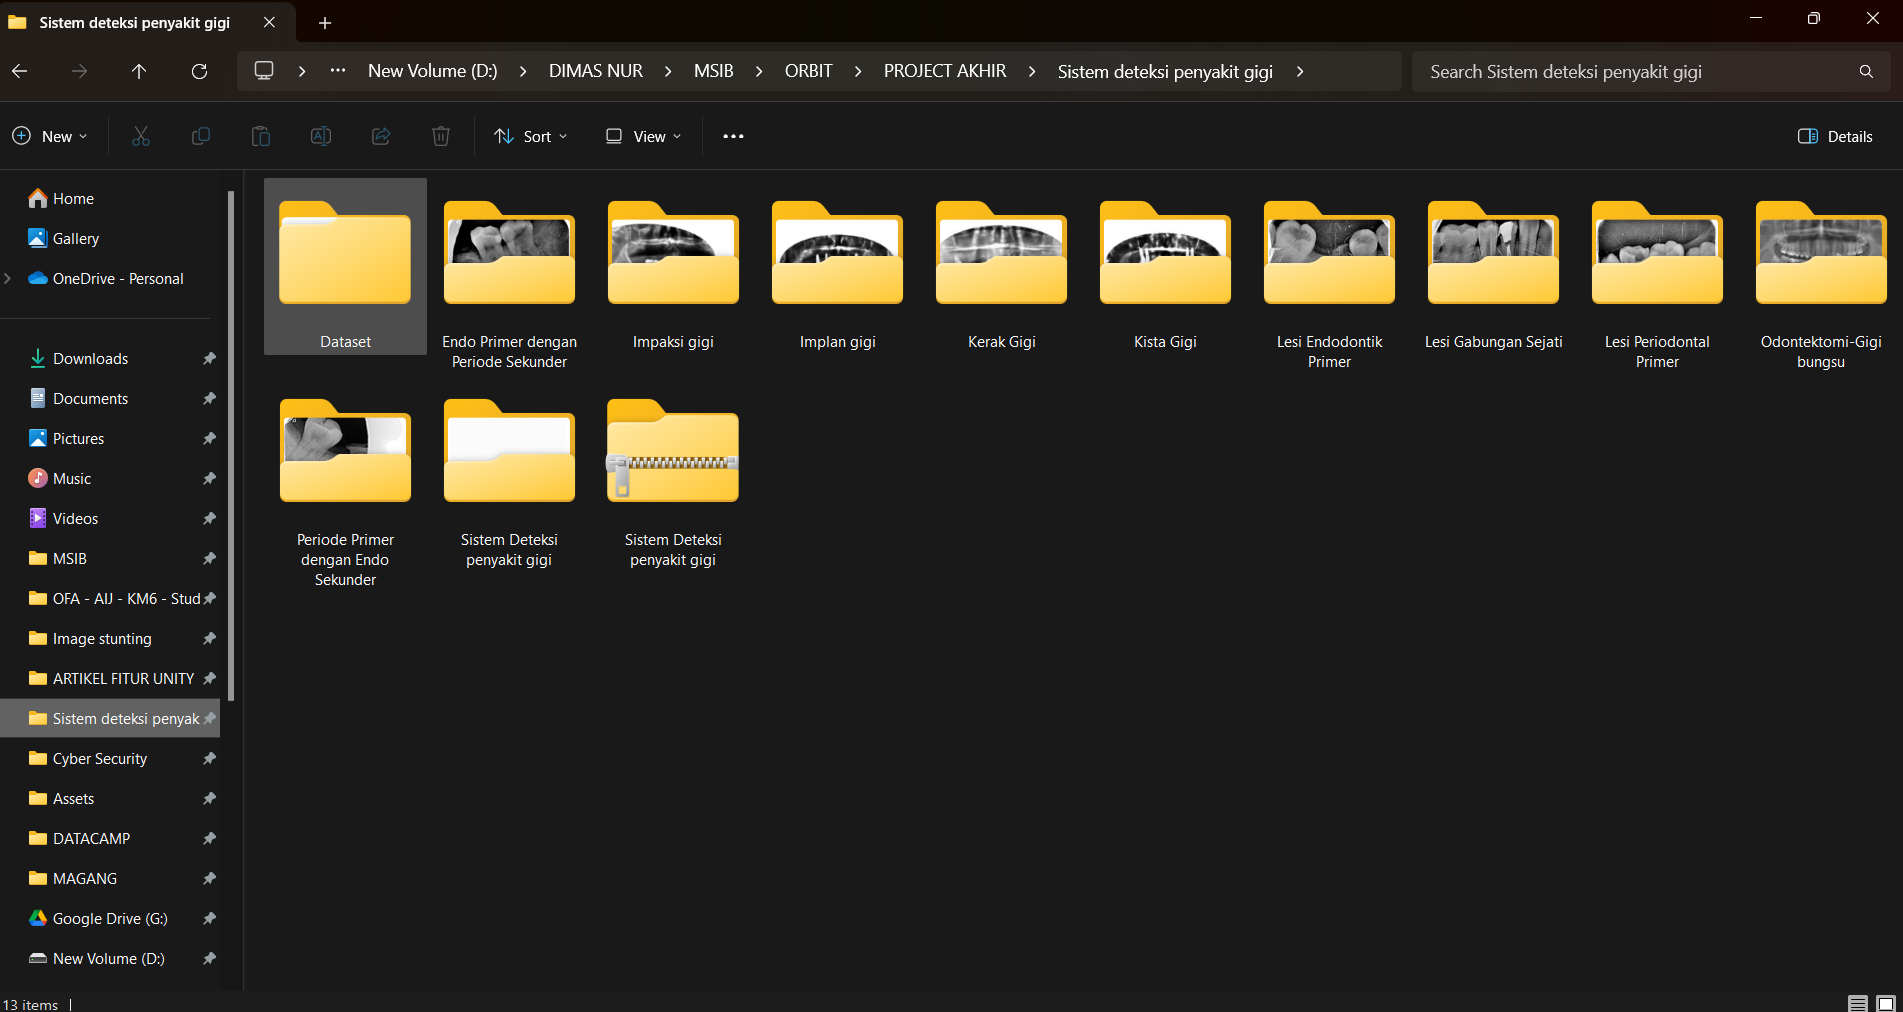 Sistem deteksi penyakit gigi
New Volume (D:) DIMAS NUR MSIB ORBIT PROJECT AKHIR Sistem deteksi penyakit gigi
Search Sistem deteksi penyakit gigi
New
Sort
View
Details
Home
Gallery
OneDrive - Personal
Downloads
Documents
Pictures
Music
Videos
MSIB
OFA - AIJ - KM6 - Stud
Image stunting
ARTIKEL FITUR UNITY
Sistem deteksi penyak
Cyber Security
Assets
DATACAMP
MAGANG
Google Drive (G:)
New Volume (D:)
Dataset
Endo Primer dengan
Periode Sekunder
Impaksi gigi
Implan gigi
Kerak Gigi
Kista Gigi
Lesi Endodontik
Primer
Lesi Gabungan Sejati
Lesi Periodontal
Primer
Odontektomi-Gigi
bungsu
Periode Primer
dengan Endo
Sekunder
Sistem Deteksi
penyakit gigi
Sistem Deteksi
penyakit gigi
13 items